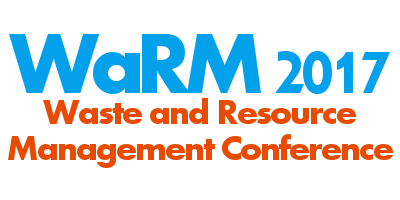 WaRM 2017
Waste and Resource
Management Conference